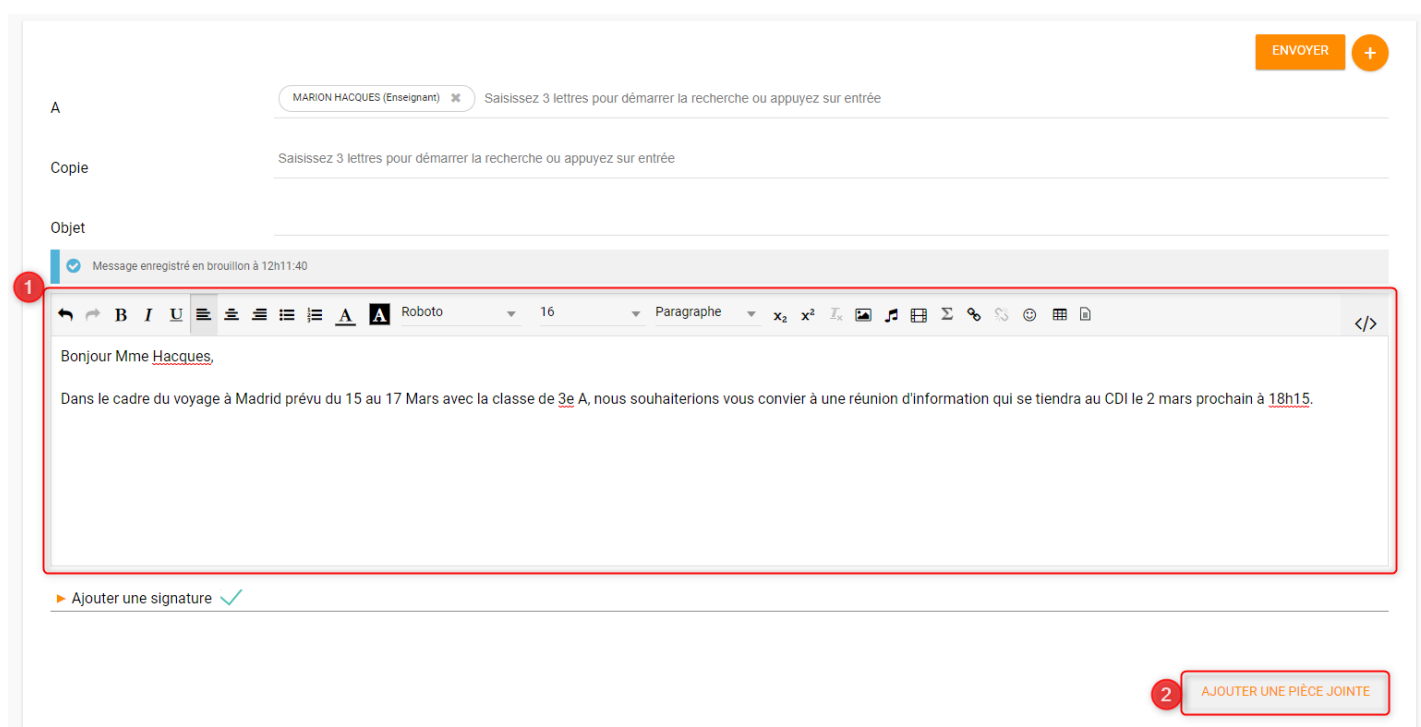 ENVOYER +
A
MARION HACQUES (Enseignant) ✖ Saisissez 3 lettres pour démarrer la recherche ou appuyez sur entrée
Copie
Saisissez 3 lettres pour démarrer la recherche ou appuyez sur entrée
Objet
Message enregistré en brouillon à 12h11:40
1
B I U A A Roboto 16 Paragraphe x₂ x² Tx Σ </>
Bonjour Mme Hacques,
Dans le cadre du voyage à Madrid prévu du 15 au 17 Mars avec la classe de 3e A, nous souhaiterions vous convier à une réunion d'information qui se tiendra au CDI le 2 mars prochain à 18h15.
Ajouter une signature
2 AJOUTER UNE PIÈCE JOINTE